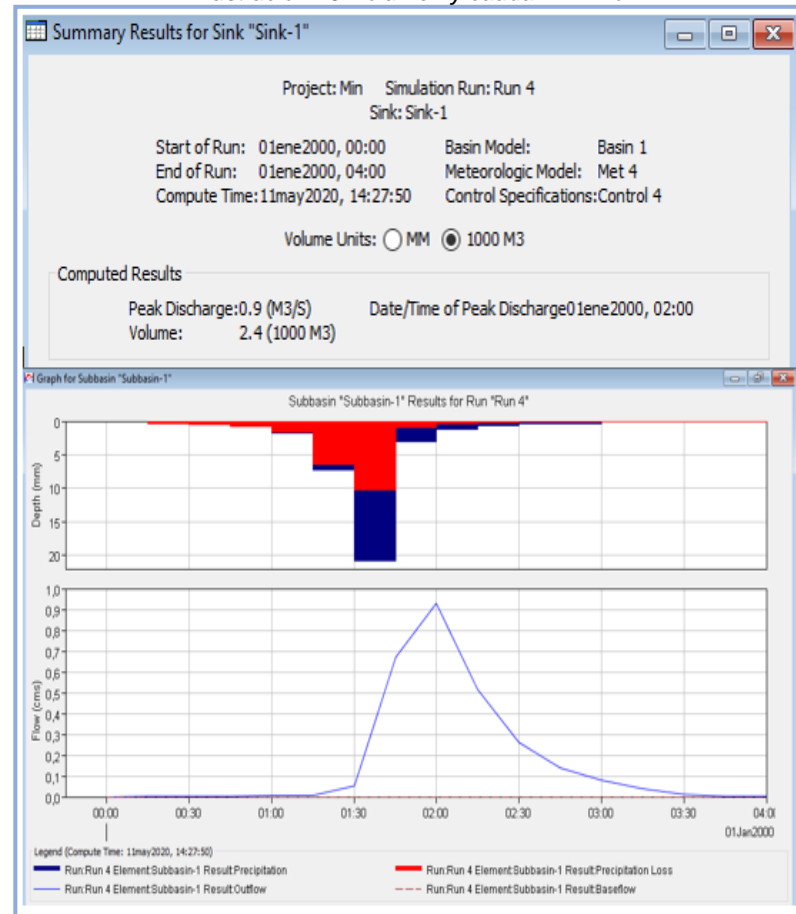 Summary Results for Sink "Sink-1"
Project: Min Simulation Run: Run 4
Sink: Sink-1
Start of Run: 01ene2000, 00:00 Basin Model: Basin 1
End of Run: 01ene2000, 04:00 Meteorologic Model: Met 4
Compute Time:11may2020, 14:27:50 Control Specifications:Control 4
Volume Units: MM 1000 M3
Computed Results
Peak Discharge:0.9 (M3/S) Date/Time of Peak Discharge01ene2000, 02:00
Volume: 2.4 (1000 M3)
Graph for Subbasin "Subbasin-1"
Subbasin "Subbasin-1" Results for Run "Run 4"
Depth (mm)
0
5
10
15
20
Flow (cms)
1,0
0,9
0,8
0,7
0,6
0,5
0,4
0,3
0,2
0,1
0,0
00:00 00:30 01:00 01:30 02:00 02:30 03:00 03:30 04:0
01Jan2000
Legend (Compute Time: 11may2020, 14:27:50)
Run:Run 4 Element:Subbasin-1 Result:Precipitation Run:Run 4 Element:Subbasin-1 Result:Precipitation Loss
Run:Run 4 Element:Subbasin-1 Result:Outflow Run:Run 4 Element:Subbasin-1 Result:Baseflow